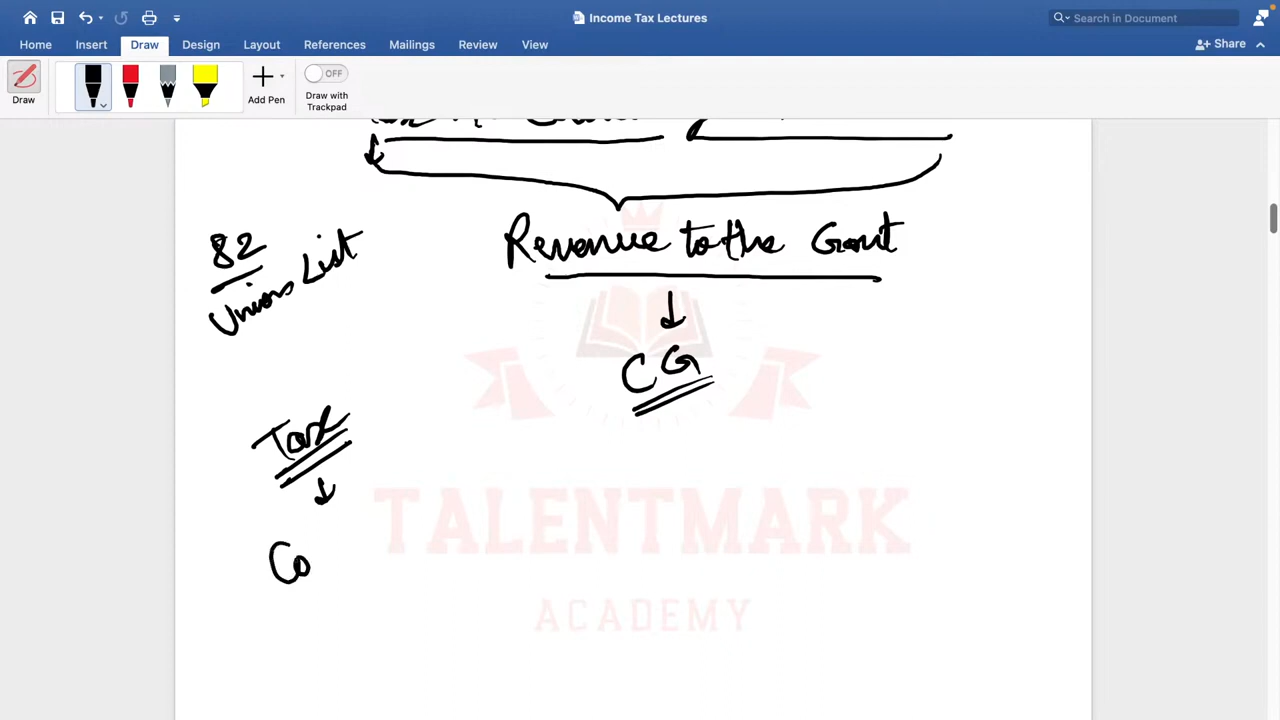 Income Tax Lectures
Search in Document
Home Insert Draw Design Layout References Mailings Review View
Share
Draw
Add Pen
OFF
Draw with
Trackpad
Revenue to the Govt
82
Union List
CG
Tax
Co
TALENTMARK
ACADEMY